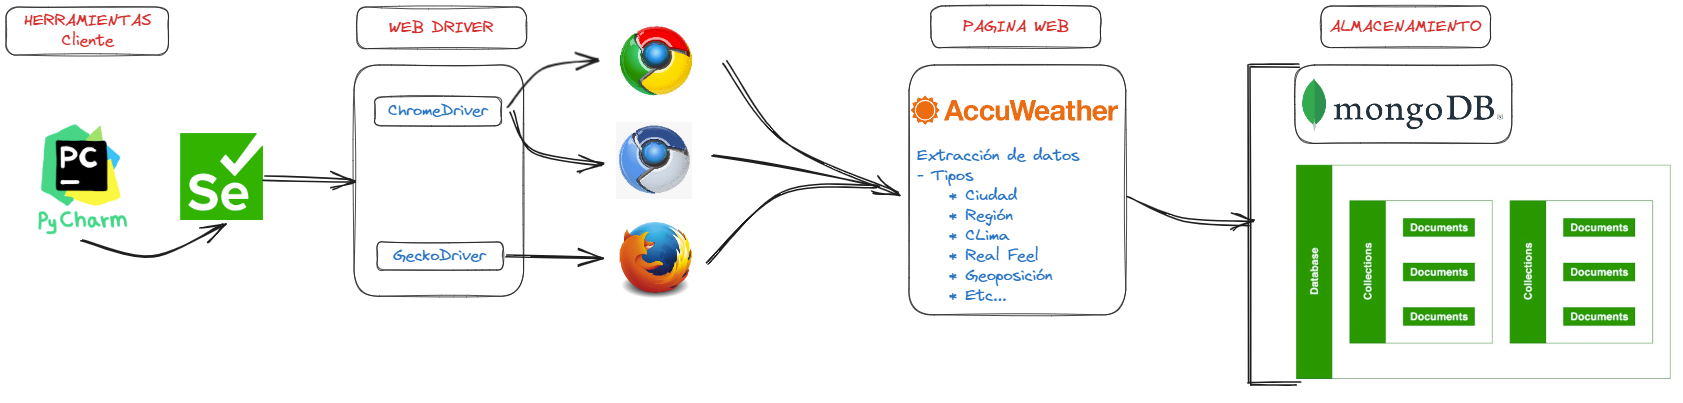 HERRAMIENTAS
Cliente
PC
PyCharm
Se
WEB DRIVER
ChromeDriver
GeckoDriver
PAGINA WEB
AccuWeather
Extracción de datos
- Tipos
* Ciudad
* Región
* CLima
* Real Feel
* Geoposición
* Etc...
ALMACENAMIENTO
mongoDB®
Database
Collections
Documents
Documents
Documents
Collections
Documents
Documents
Documents